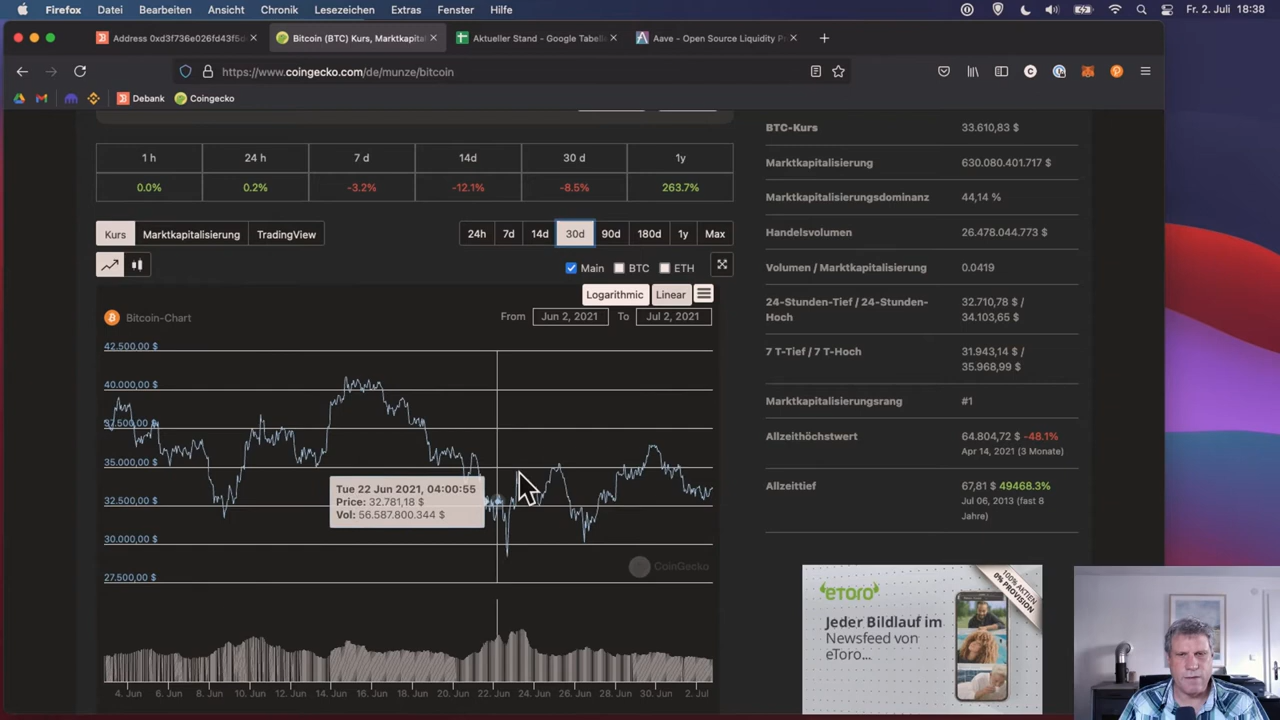 Firefox Datei Bearbeiten Ansicht Chronik Lesezeichen Extras Fenster Hilfe Fr. 2. Juli 18:38
Address 0xd3f736e026fd43f5d Bitcoin (BTC) Kurs, Marktkapital Aktueller Stand - Google Tabell Aave - Open Source Liquidity P
https://www.coingecko.com/de/munze/bitcoin
Debank Coingecko
BTC-Kurs 33.610,83 $
1 h 24 h 7 d 14d 30 d 1y
Marktkapitalisierung 630.080.401.717 $
0.0% 0.2% -3.2% -12.1% -8.5% 263.7%
Marktkapitalisierungsdominanz 44,14 %
Kurs Marktkapitalisierung TradingView 24h 7d 14d 30d 90d 180d 1y Max
Handelsvolumen 26.478.044.773 $
Main BTC ETH
Volumen / Marktkapitalisierung 0.0419
Logarithmic Linear
24-Stunden-Tief / 24-Stunden-
Hoch
32.710,78 $ /
34.103,65 $
Bitcoin-Chart From Jun 2, 2021 To Jul 2, 2021
7 T-Tief / 7 T-Hoch
31.943,14 $ /
35.968,99 $
42.500,00 $
40.000,00 $
37.500,00 $
35.000,00 $
32.500,00 $
30.000,00 $
27.500,00 $
Tue 22 Jun 2021, 04:00:55
Price: 32.781,18 $
Vol: 56.587.800.344 $
CoinGecko
4. Jun 6. Jun 8. Jun 10. Jun 12. Jun 14. Jun 16. Jun 18. Jun 20. Jun 22. Jun 24. Jun 26. Jun 28. Jun 30. Jun 2. Jul
Marktkapitalisierungsrang #1
Allzeithöchstwert 64.804,72 $ -48.1%
Apr 14, 2021 (3 Monate)
Allzeittief 67,81 $ 49468.3%
Jul 06, 2013 (fast 8
Jahre)
eToro
100% AKTIEN
0% PROVISION
Jeder Bildlauf im
Newsfeed von
eToro...